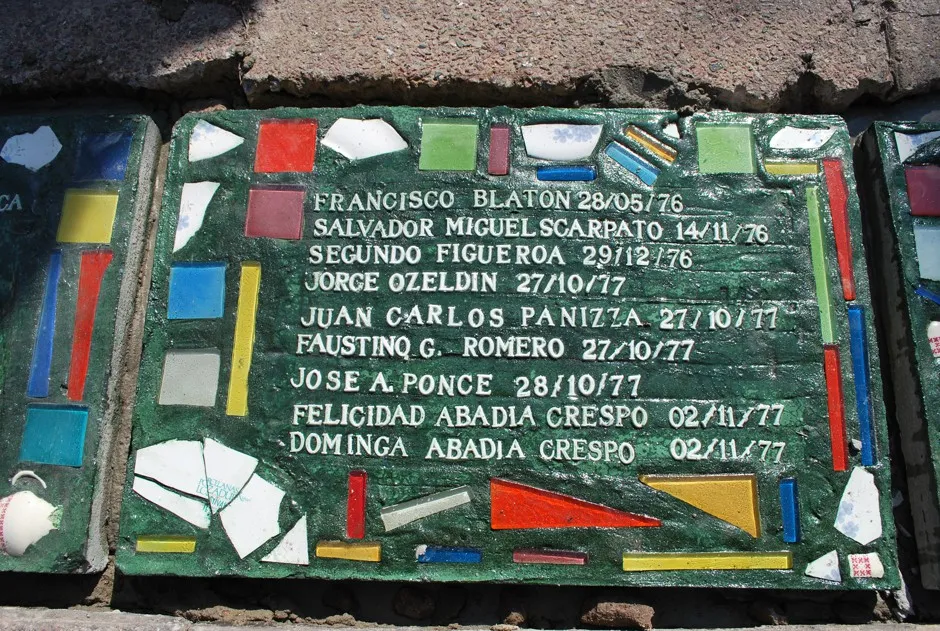 FRANCISCO BLATON 28/05/76
SALVADOR MIGUEL SCARPATO 14/11/76
SEGUNDO FIGUEROA 29/12/76
JORGE OZELDIN 27/10/77
JUAN CARLOS PANIZZA 27/10/77
FAUSTINO G. ROMERO 27/10/77
JOSE A. PONCE 28/10/77
FELICIDAD ABADIA CRESPO 02/11/77
DOMINGA ABADIA CRESPO 02/11/77